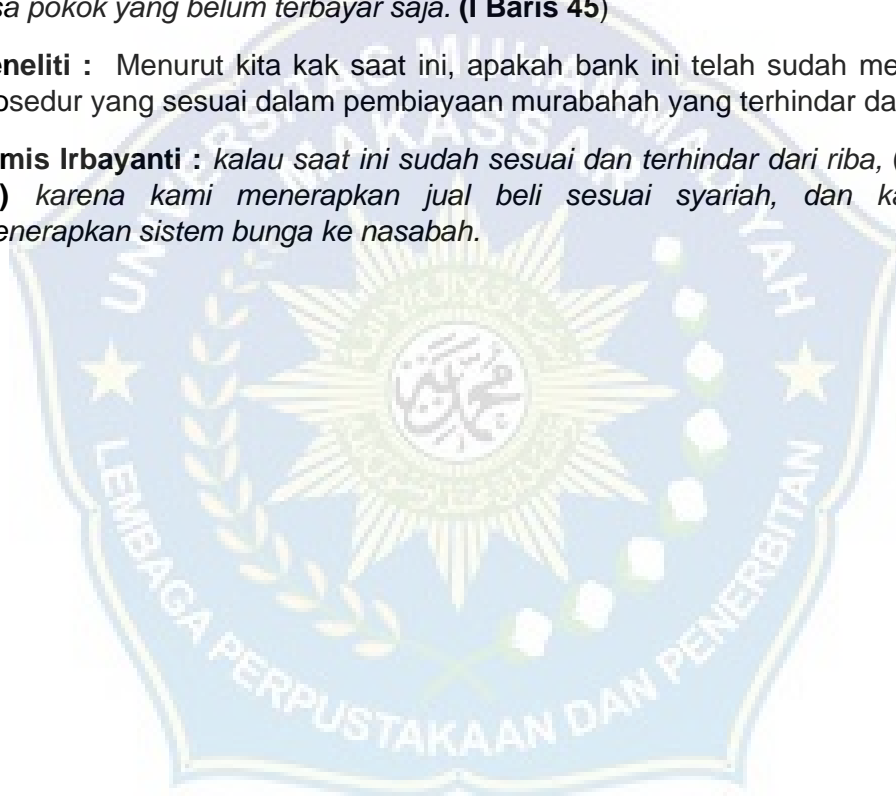 sa pokok yang belum terbayar saja. (I Baris 45)
eneliti : Menurut kita kak saat ini, apakah bank ini telah sudah me
osedur yang sesuai dalam pembiayaan murabahah yang terhindar da
mis Irbayanti : kalau saat ini sudah sesuai dan terhindar dari riba, (
) karena kami menerapkan jual beli sesuai syariah, dan ka
enerapkan sistem bunga ke nasabah.
UNIVERSITAS MUHAMMADIYAH
MAKASSAR
LEMBAGA PERPUSTAKAAN DAN PENERBITAN